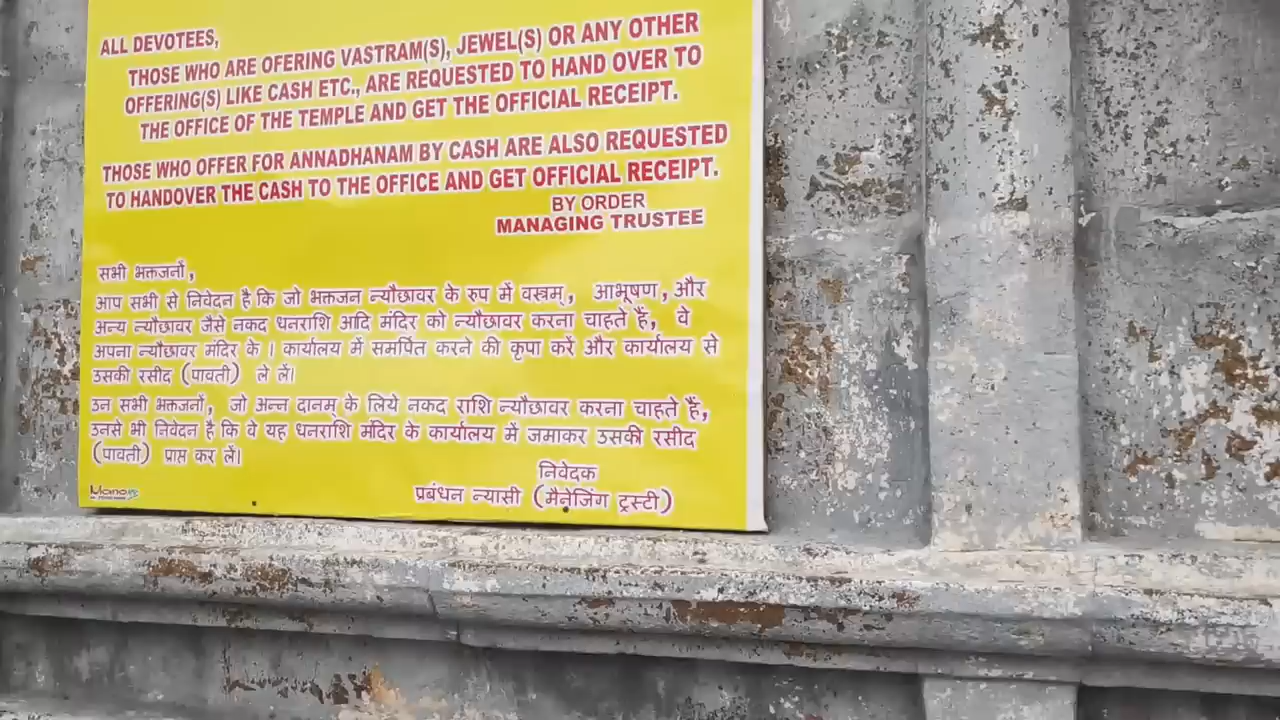 ALL DEVOTEES,
THOSE WHO ARE OFERING VASTRAM(S), JEWEL(S) OR ANY OTHER
OFFERING(S) LIKE CASH ETC., ARE REQUESTED TO HAND OVER TO
THE OFFICE OF THE TEMPLE AND GET THE OFFICIAL RECEIPT.
THOSE WHO OFFER FOR ANNADHANAM BY CASH ARE ALSO REQUESTED
TO HANDOVER THE CASH TO THE OFFICE AND GET OFFICIAL RECEIPT.
BY ORDER
MANAGING TRUSTEE
सभी भक्तजनों,
आप सभी से निवेदन है कि जो भक्तजन न्यौछावर के रुप में वस्त्रम्, आभूषण, और
अन्य न्यौछावर जैसे नकद धनराशि आदि मंदिर को न्यौछावर करना चाहते हैं, वे
अपना न्यौछावर मंदिर के । कार्यालय में समर्पित करने की कृपा करें और कार्यालय से
उसकी रसीद (पावती) ले लें।
उन सभी भक्तजनों, जो अन्न दानम् के लिये नकद राशि न्यौछावर करना चाहते हैं,
उनसे भी निवेदन है कि वे यह धनराशि मंदिर के कार्यालय में जमाकर उसकी रसीद
(पावती) प्राप्त कर लें।
निवेदक
प्रबंधन न्यासी (मैनेजिंग ट्रस्टी)
Mano